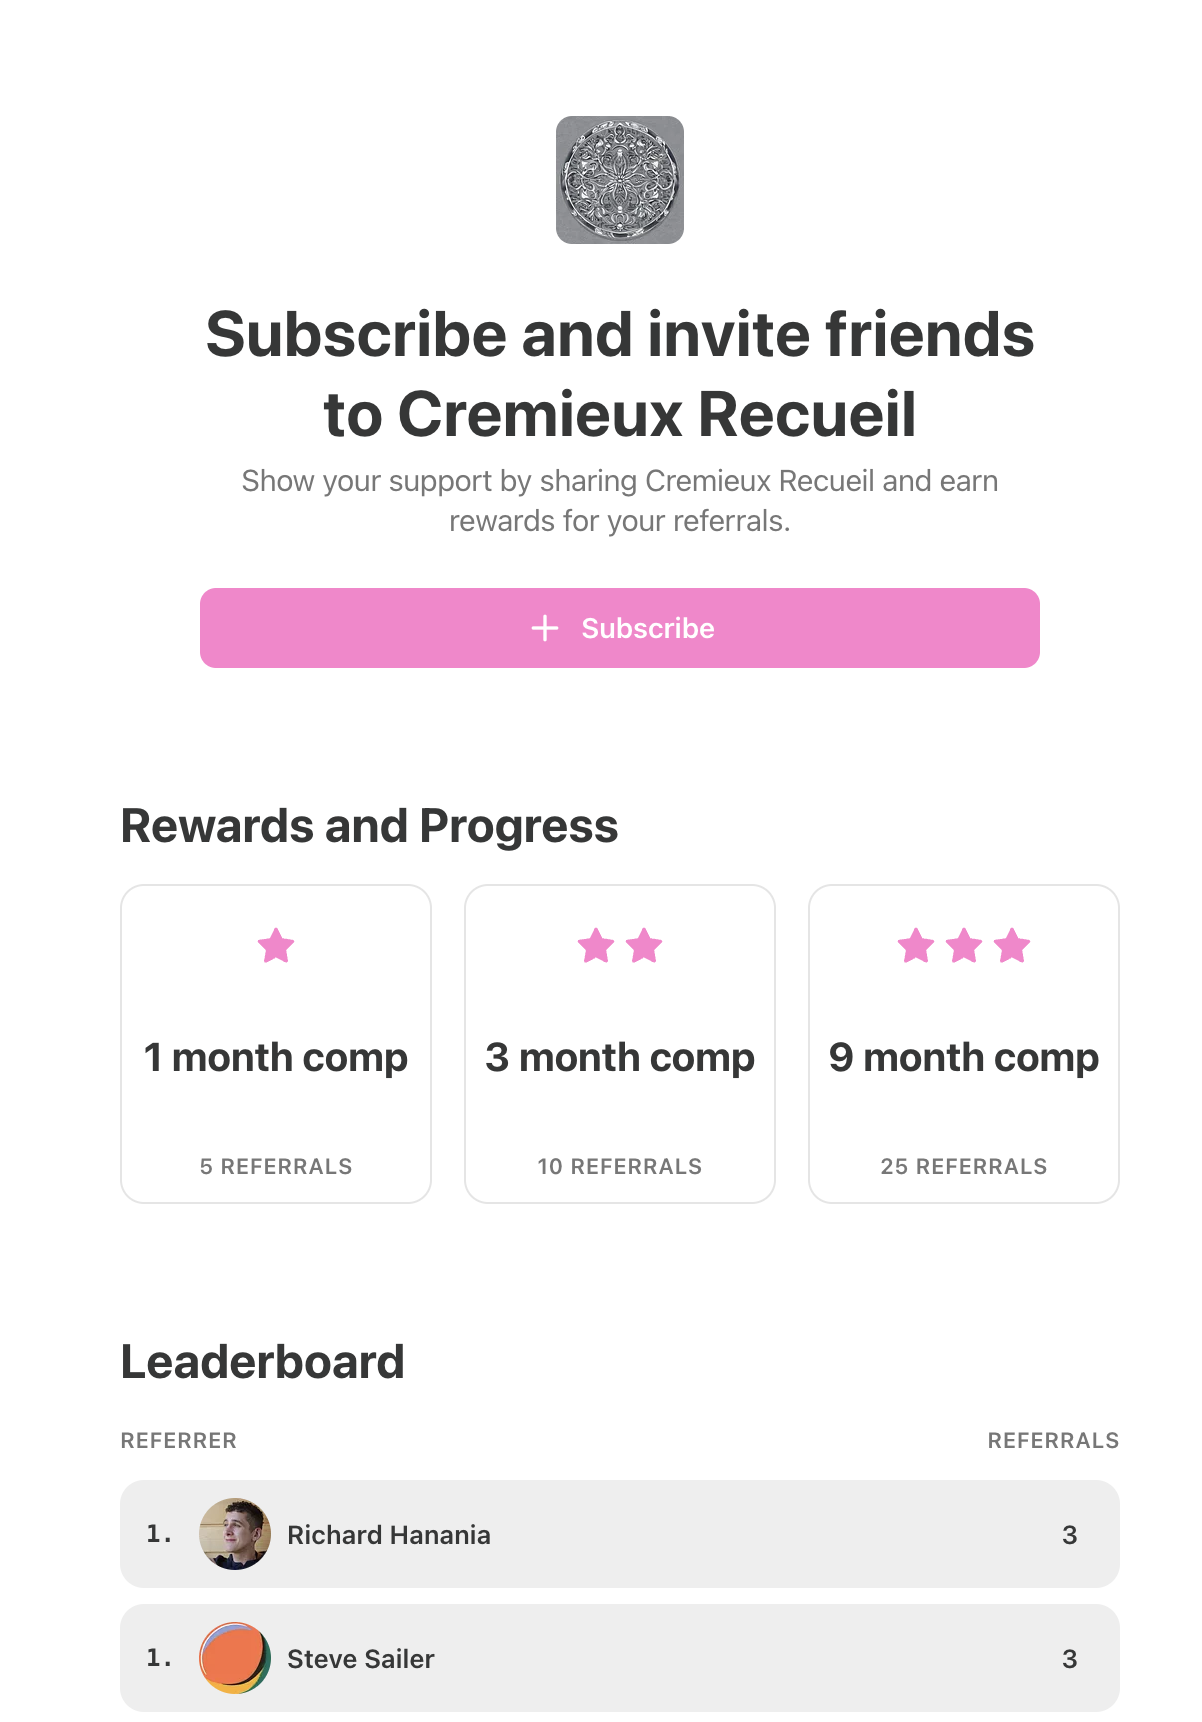 Subscribe and invite friends
to Cremieux Recueil
Show your support by sharing Cremieux Recueil and earn
rewards for your referrals.
Subscribe
Rewards and Progress
1 month comp
5 REFERRALS
3 month comp
10 REFERRALS
9 month comp
25 REFERRALS
Leaderboard
REFERRER REFERRALS
1. Richard Hanania 3
1. Steve Sailer 3